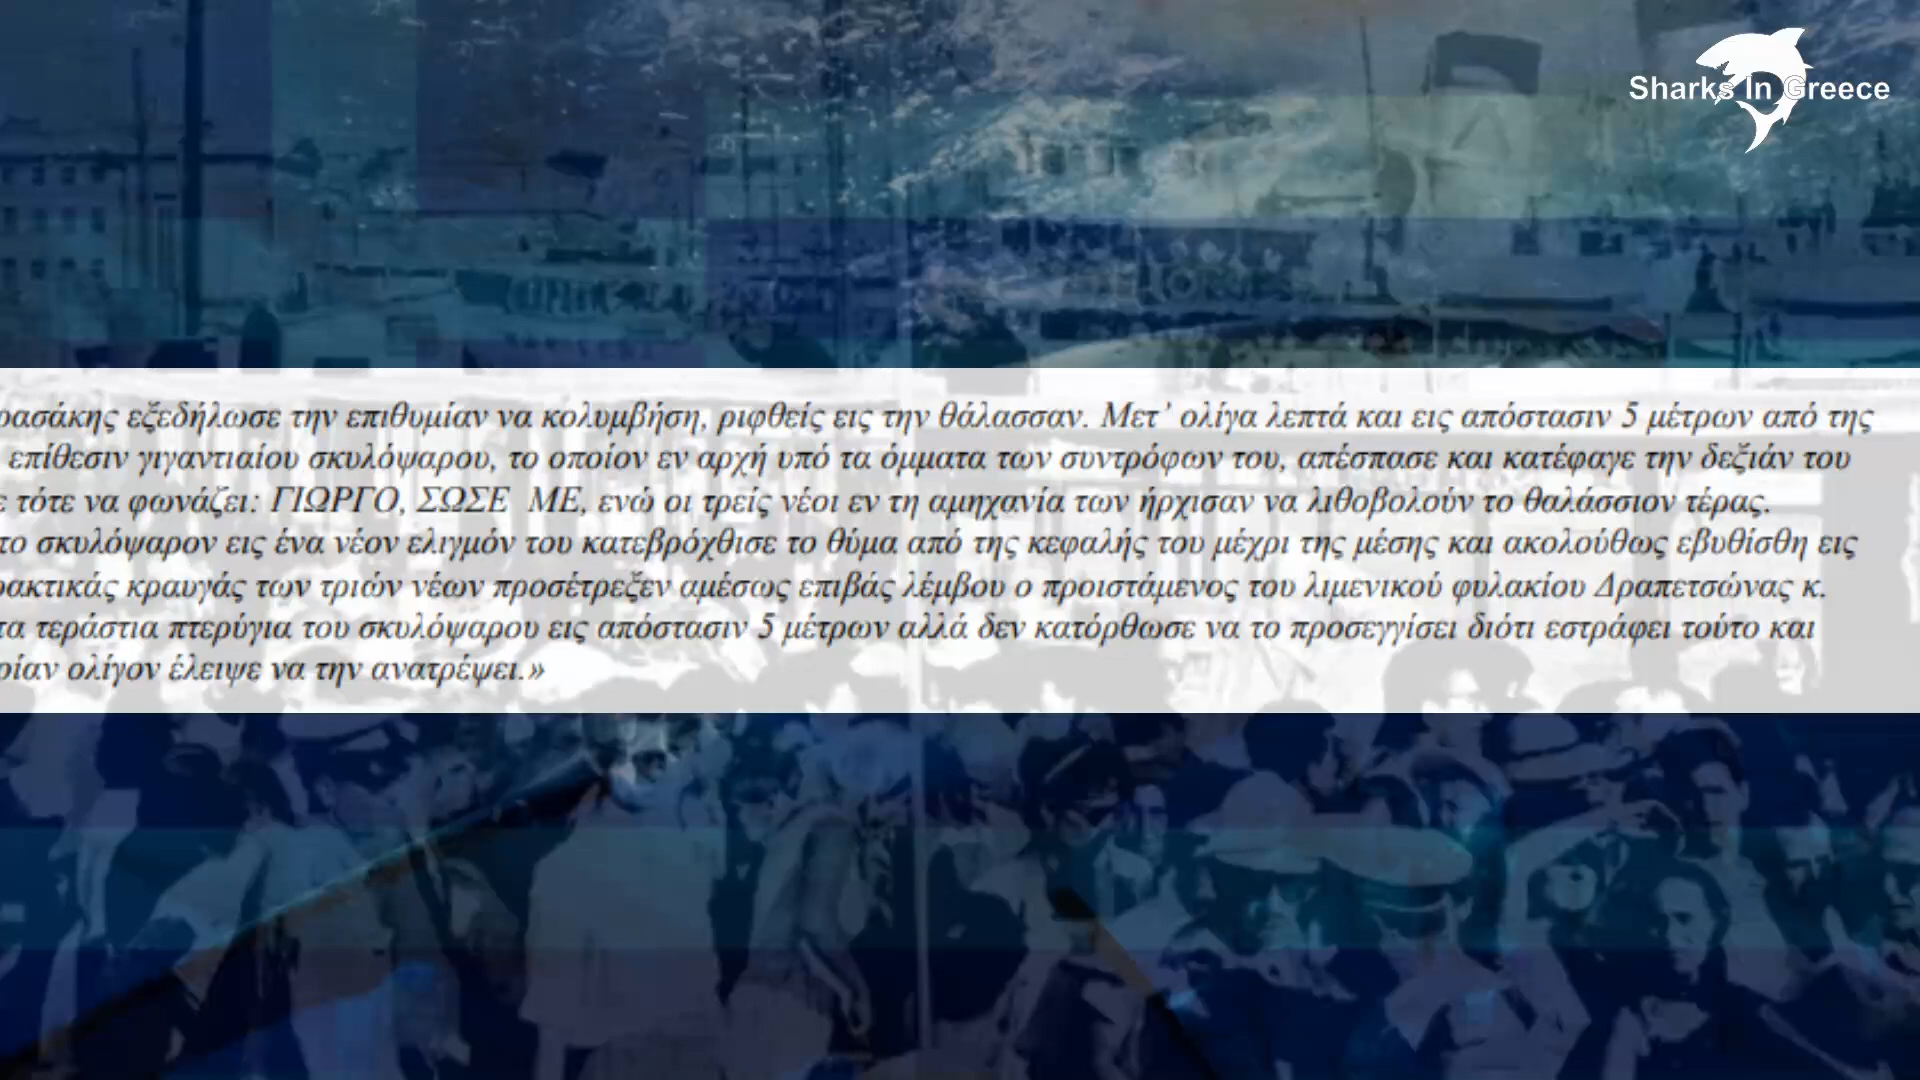 Sharks In Greece
ρασάκης εξεδήλωσε την επιθυμίαν να κολυμβήση, ριφθείς εις την θάλασσαν. Μετ’ ολίγα λεπτά και εις απόστασιν 5 μέτρων από της
επίθεσιν γιγαντιαίου σκυλόψαρου, το οποίον εν αρχή υπό τα όμματα των συντρόφων του, απέσπασε και κατέφαγε την δεξιάν του
ε τότε να φωνάζει: ΓΙΩΡΓΟ, ΣΩΣΕ ΜΕ, ενώ οι τρείς νέοι εν τη αμηχανία των ήρχισαν να λιθοβολούν το θαλάσσιον τέρας.
το σκυλόψαρον εις ένα νέον ελιγμόν του κατεβρόχθισε το θύμα από της κεφαλής του μέχρι της μέσης και ακολούθως εβυθίσθη εις
ρακτικάς κραυγάς των τριών νέων προσέτρεξεν αμέσως επιβάς λέμβου ο προιστάμενος του λιμενικού φυλακίου Δραπετσώνας κ.
τα τεράστια πτερύγια του σκυλόψαρου εις απόστασιν 5 μέτρων αλλά δεν κατόρθωσε να το προσεγγίσει διότι εστράφει τούτο και
ρίαν ολίγον έλειψε να την ανατρέψει.»